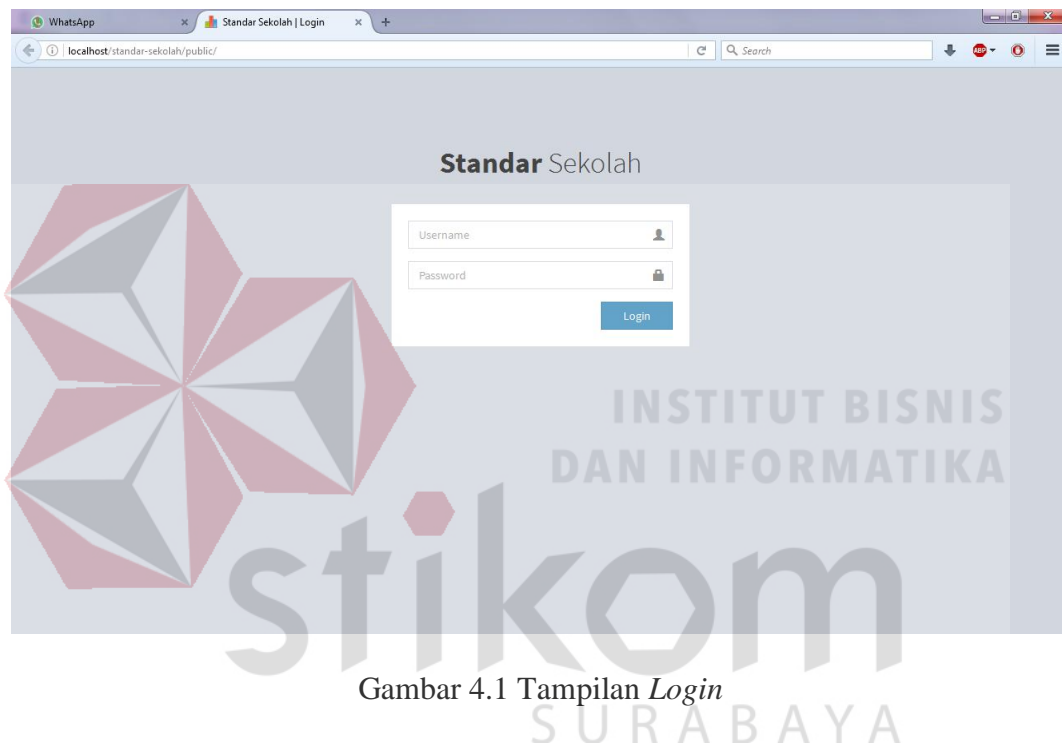 WhatsApp
Standar Sekolah | Login
localhost/standar-sekolah/public/
Search
ABP
Standar Sekolah
Username
Password
Login
INSTITUT BISNIS
DAN INFORMATIKA
stikom
SURABAYA
Gambar 4.1 Tampilan Login